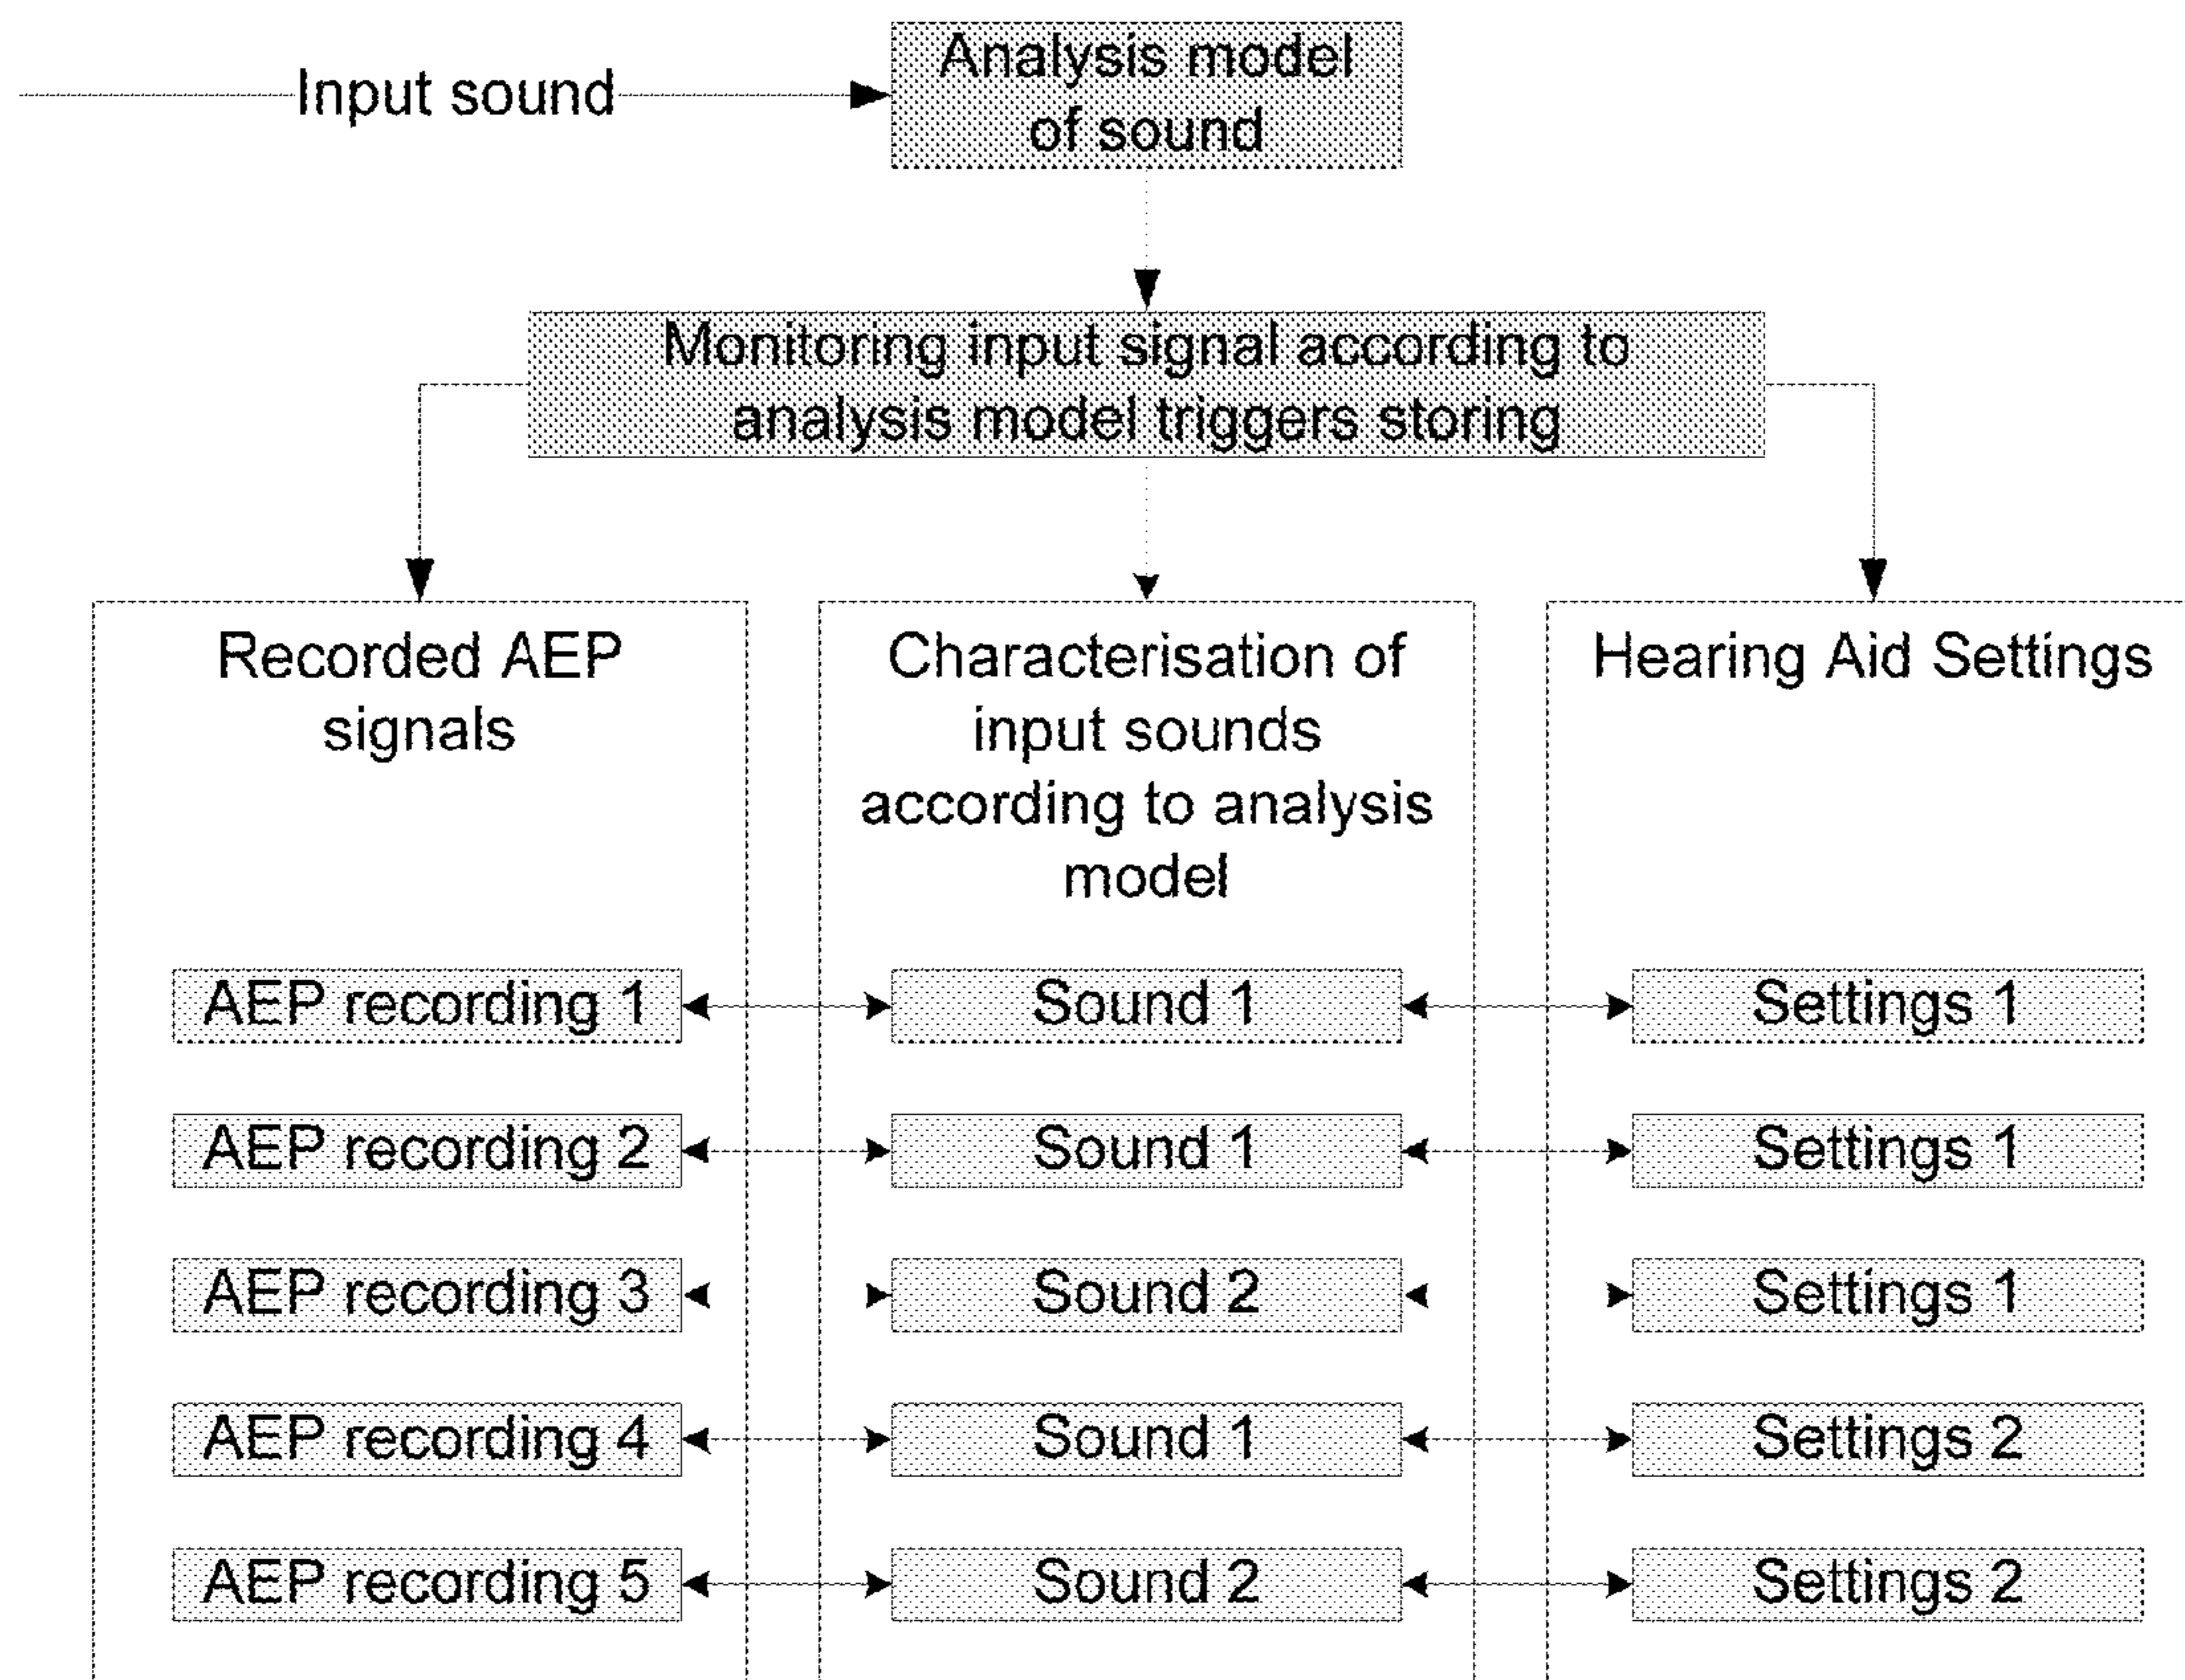 Input sound
Analysis model
of sound
Monitoring input signal according to
analysis model triggers storing
Recorded AEP
signals
Characterisation of
input sounds
according to analysis
model
Hearing Aid Settings
AEP recording 1
Sound 1
Settings 1
AEP recording 2
Sound 1
Settings 1
AEP recording 3
Sound 2
Settings 1
AEP recording 4
Sound 1
Settings 2
AEP recording 5
Sound 2
Settings 2